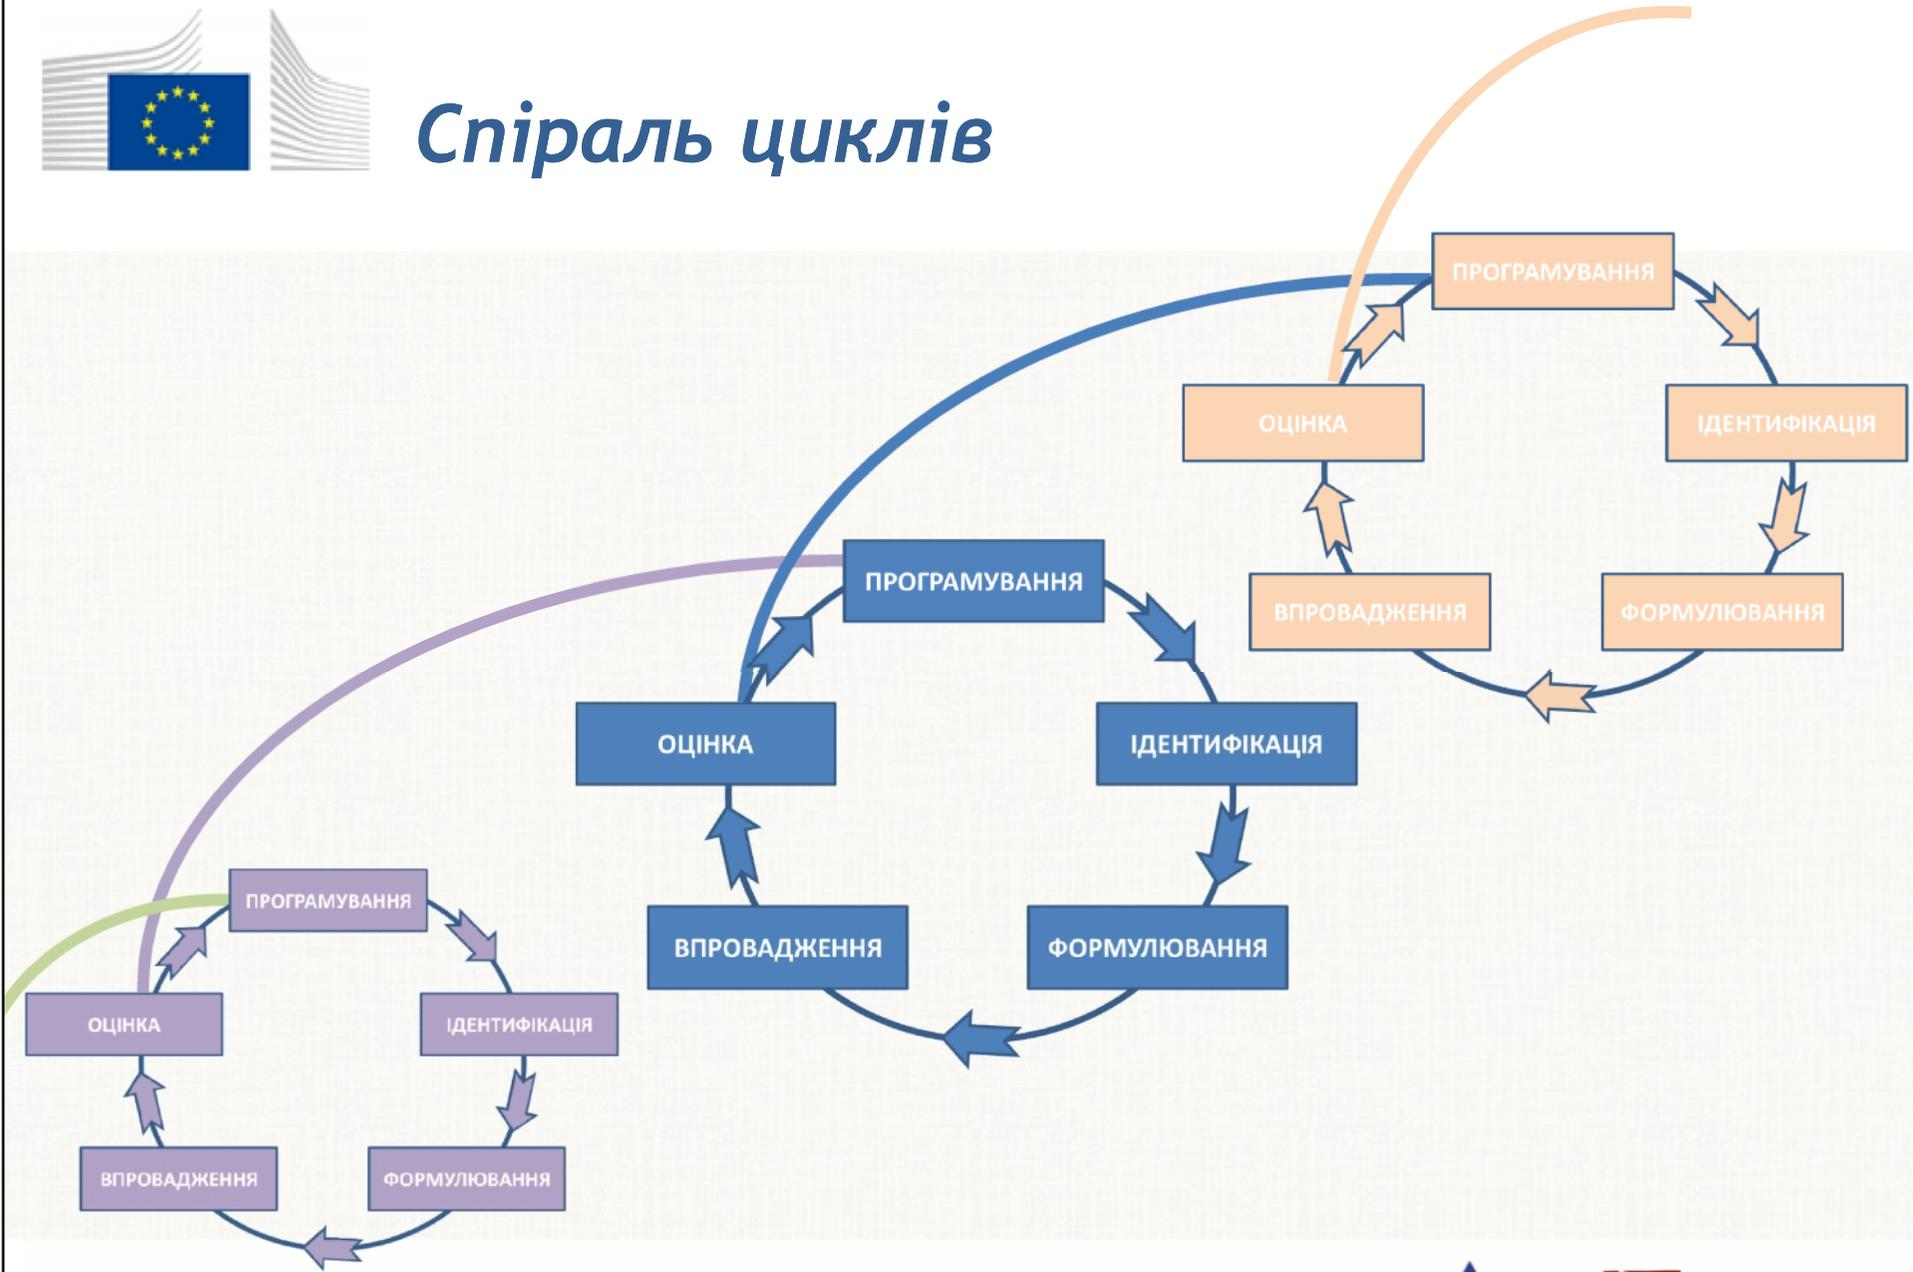 Спіраль циклів
ПРОГРАМУВАННЯ
ОЦІНКА
ІДЕНТИФІКАЦІЯ
ВПРОВАДЖЕННЯ
ФОРМУЛЮВАННЯ
ПРОГРАМУВАННЯ
ОЦІНКА
ІДЕНТИФІКАЦІЯ
ВПРОВАДЖЕННЯ
ФОРМУЛЮВАННЯ
ПРОГРАМУВАННЯ
ОЦІНКА
ІДЕНТИФІКАЦІЯ
ВПРОВАДЖЕННЯ
ФОРМУЛЮВАННЯ